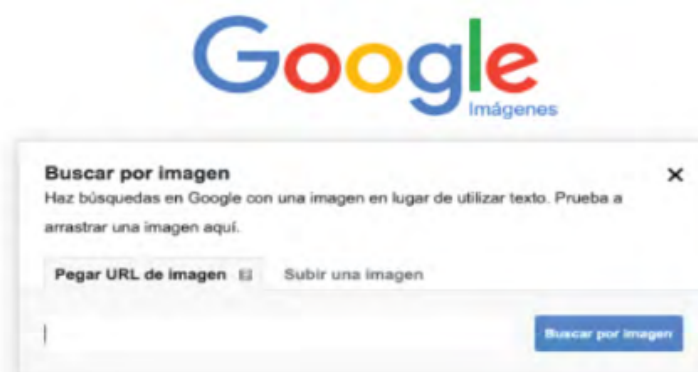 Google
Imágenes
Buscar por imagen
Haz búsquedas en Google con una imagen en lugar de utilizar texto. Prueba a
arrastrar una imagen aquí.
Pegar URL de imagen Subir una imagen
Buscar por imagen